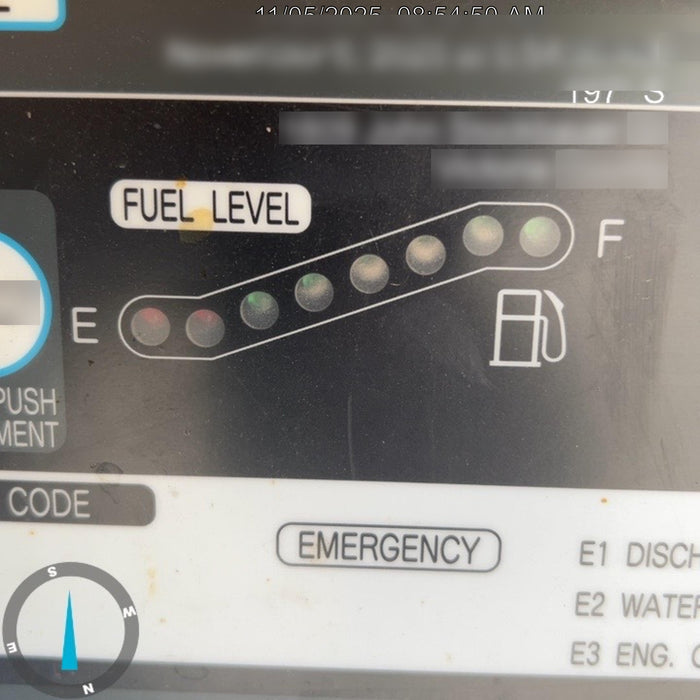 11/05/2025 08:54:50 AM
197° S
FUEL LEVEL
F
E
PUSH
MENT
CODE
EMERGENCY
E1 DISCH
E2 WATER
E3 ENG.
S
W
E
N